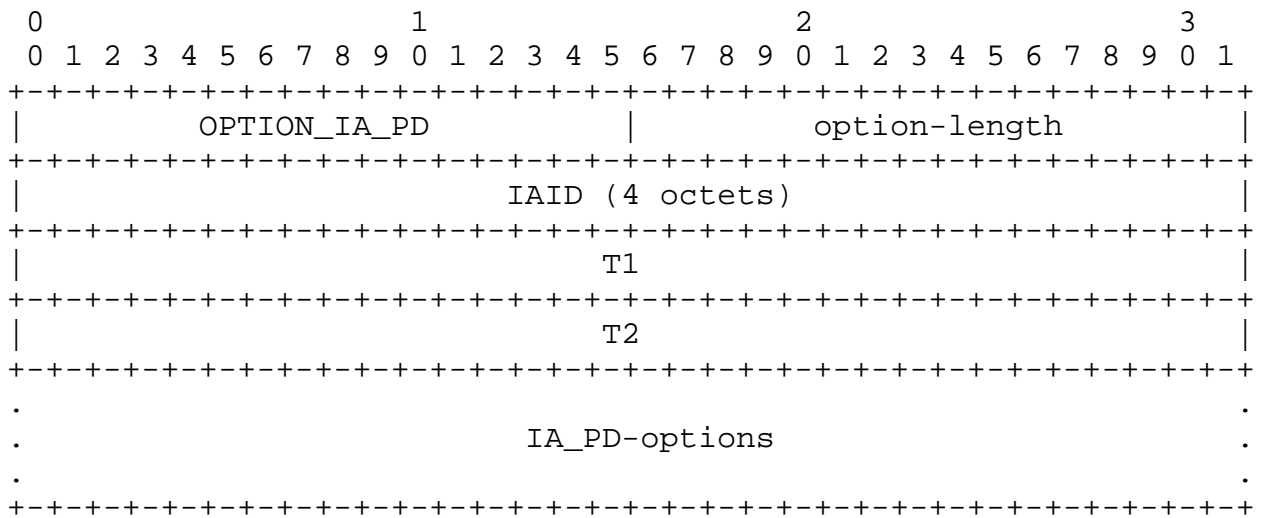 0                   1                   2                   3
 0 1 2 3 4 5 6 7 8 9 0 1 2 3 4 5 6 7 8 9 0 1 2 3 4 5 6 7 8 9 0 1
+-+-+-+-+-+-+-+-+-+-+-+-+-+-+-+-+-+-+-+-+-+-+-+-+-+-+-+-+-+-+-+-+
|         OPTION_IA_PD          |         option-length         |
+-+-+-+-+-+-+-+-+-+-+-+-+-+-+-+-+-+-+-+-+-+-+-+-+-+-+-+-+-+-+-+-+
|                         IAID (4 octets)                       |
+-+-+-+-+-+-+-+-+-+-+-+-+-+-+-+-+-+-+-+-+-+-+-+-+-+-+-+-+-+-+-+-+
|                              T1                               |
+-+-+-+-+-+-+-+-+-+-+-+-+-+-+-+-+-+-+-+-+-+-+-+-+-+-+-+-+-+-+-+-+
|                              T2                               |
+-+-+-+-+-+-+-+-+-+-+-+-+-+-+-+-+-+-+-+-+-+-+-+-+-+-+-+-+-+-+-+-+
.                                                               .
.                          IA_PD-options                        .
.                                                               .
+-+-+-+-+-+-+-+-+-+-+-+-+-+-+-+-+-+-+-+-+-+-+-+-+-+-+-+-+-+-+-+-+